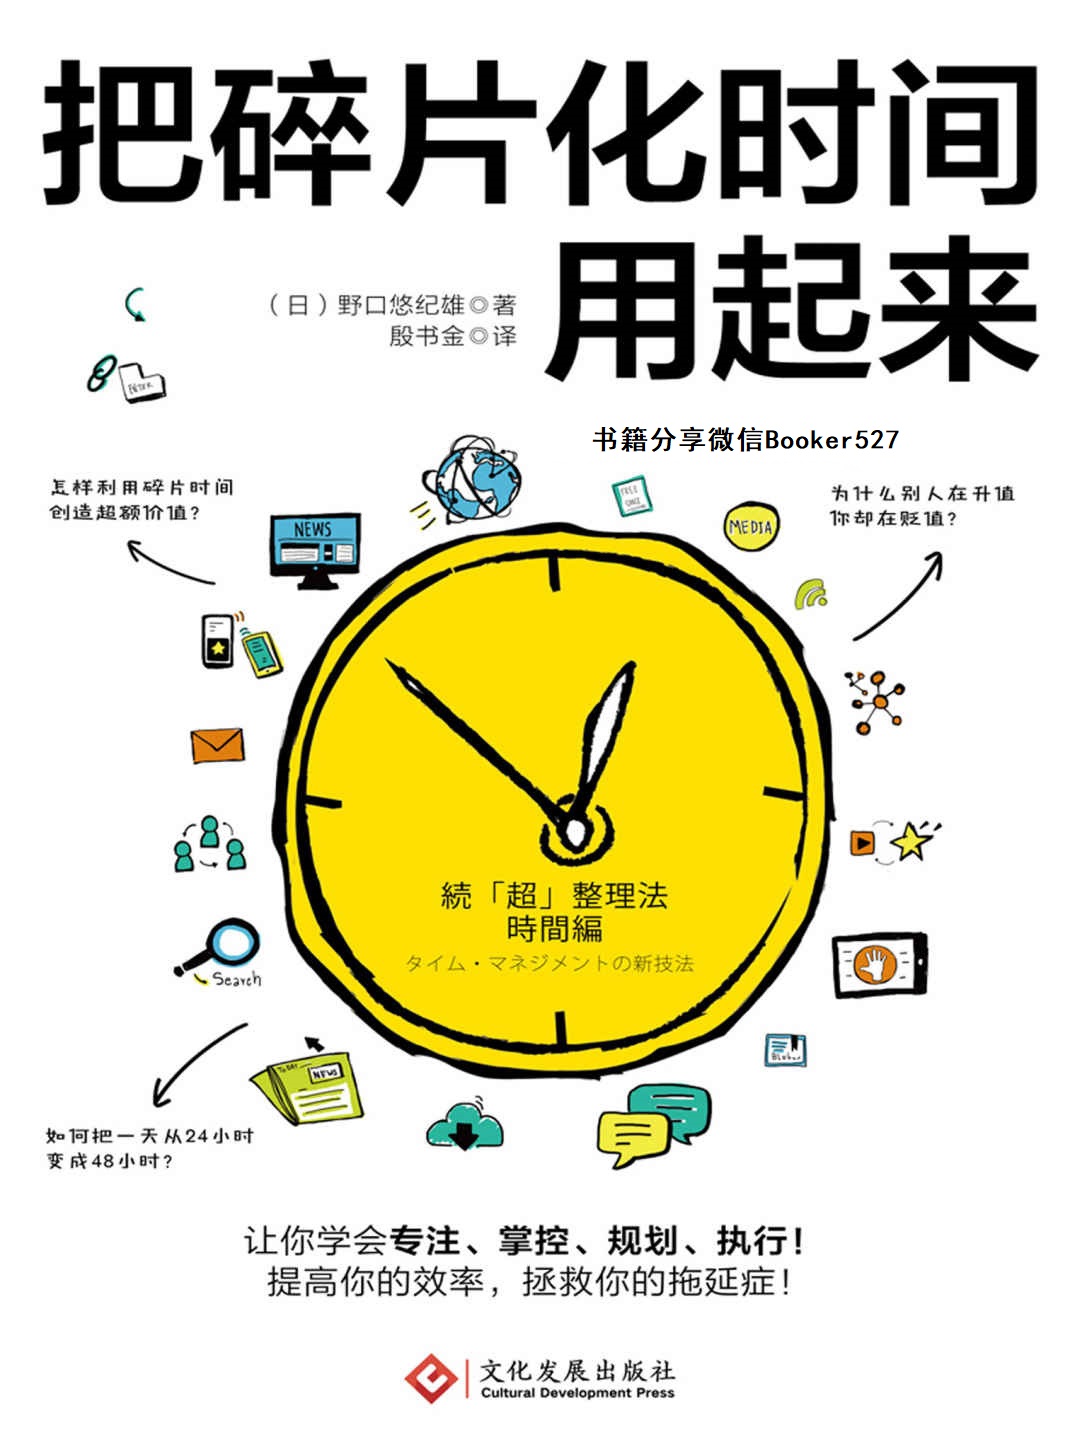 把碎片化时间
用起来
（日）野口悠纪雄◎著
殷书金◎译
书籍分享微信Booker527
ENTER
怎样利用碎片时间
创造超额价值？
为什么别人在升值
你却在贬值？
NEWS
FREE
MEDIA
Search
続「超」整理法
時間編
タイム・マネジメントの新技法
TODAY
NEWS
如何把一天从24小时
变成48小时？
让你学会专注、掌控、规划、执行！
提高你的效率，拯救你的拖延症！
文化发展出版社
Cultural Development Press